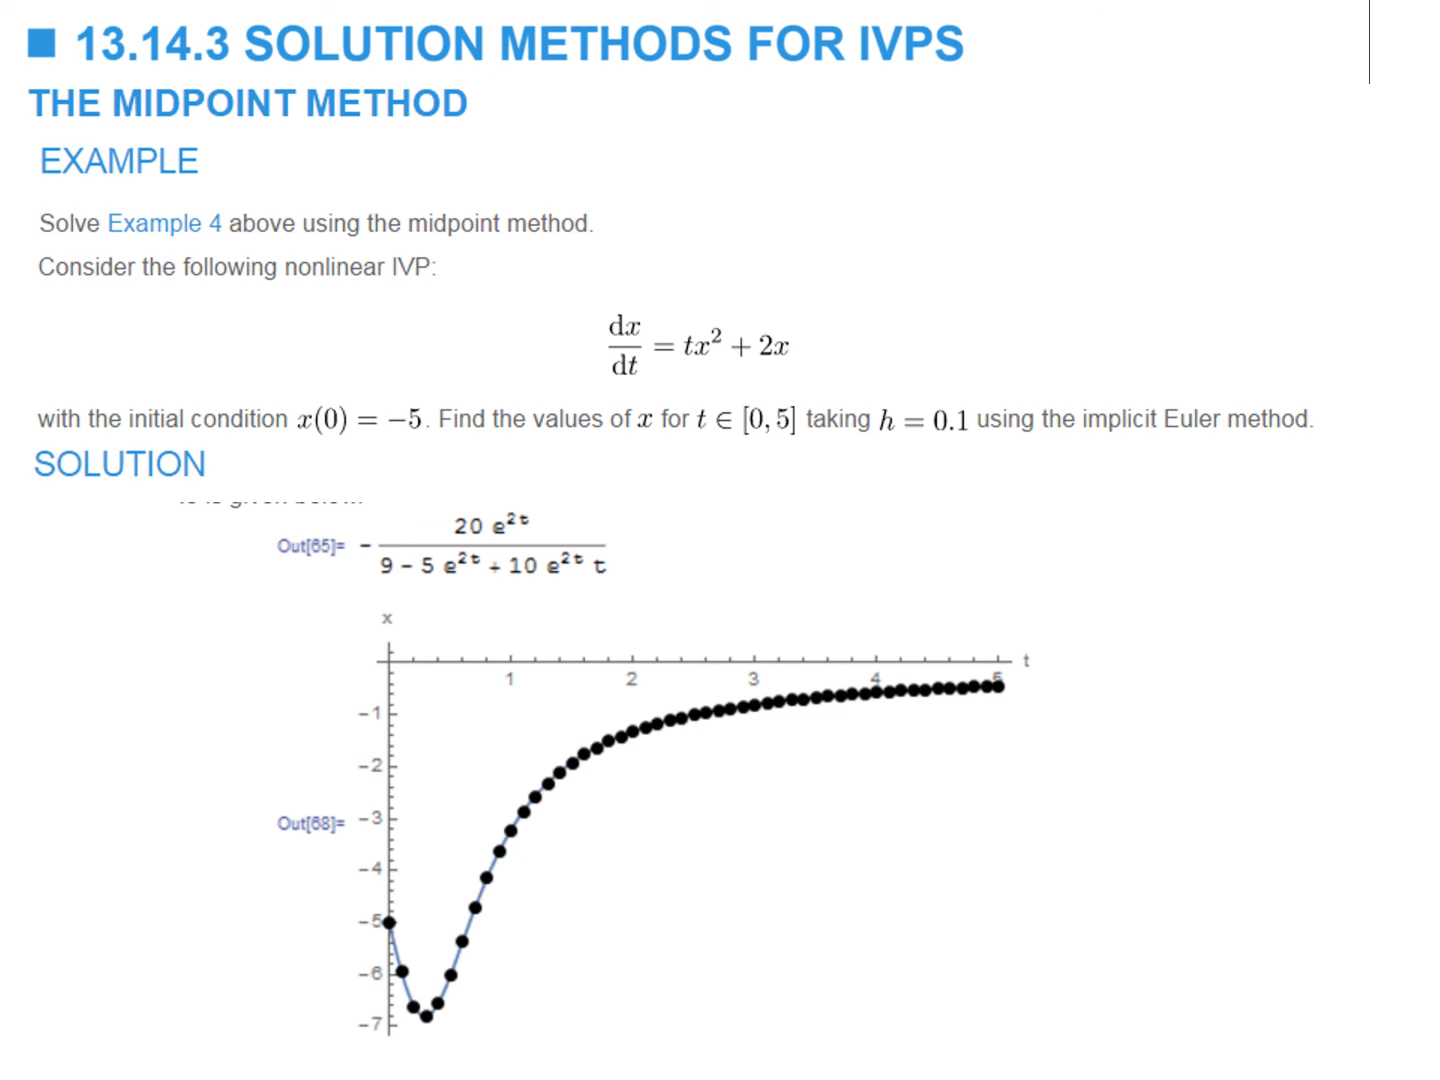 13.14.3 SOLUTION METHODS FOR IVPS
THE MIDPOINT METHOD
EXAMPLE
Solve Example 4 above using the midpoint method.
Consider the following nonlinear IVP:
dx/dt = tx² + 2x
with the initial condition x(0) = −5. Find the values of x for t ∈ [0, 5] taking h = 0.1 using the implicit Euler method.
SOLUTION
Out[65]= - 20 e^2t / 9 - 5 e^2t + 10 e^2t t
x
t
1 2 3 4 5
-1
-2
Out[68]= -3
-4
-5
-6
-7